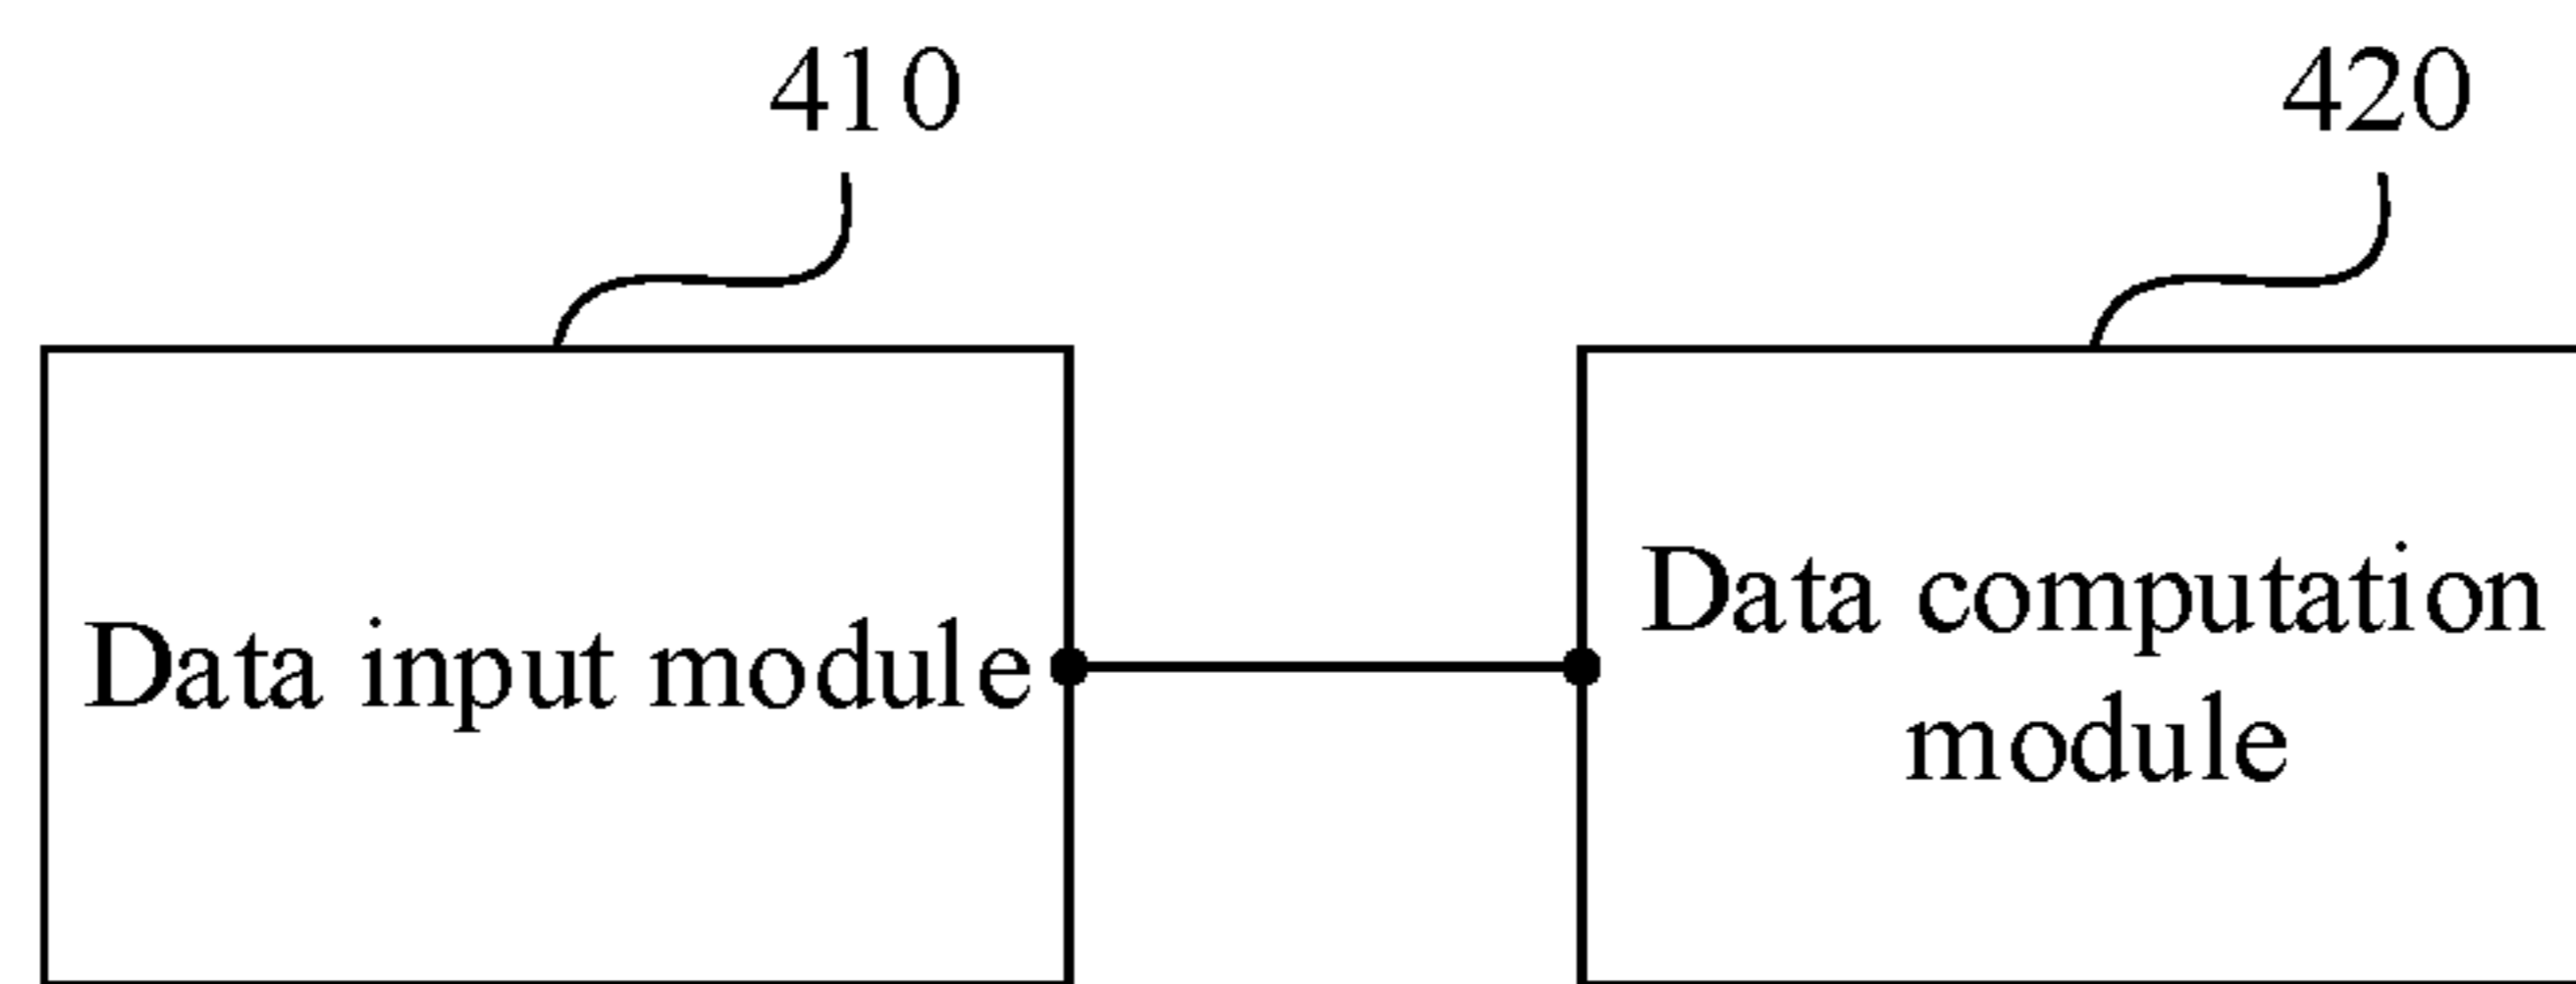 410
420
Data input module
Data computation
module